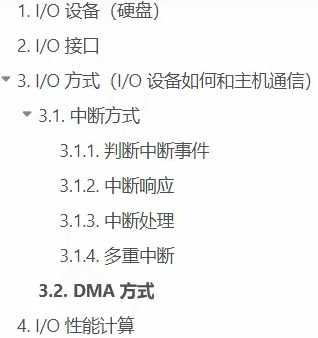 1. I/O 设备（硬盘）
2. I/O 接口
3. I/O 方式（I/O 设备如何和主机通信）
3.1. 中断方式
3.1.1. 判断中断事件
3.1.2. 中断响应
3.1.3. 中断处理
3.1.4. 多重中断
3.2. DMA 方式
4. I/O 性能计算